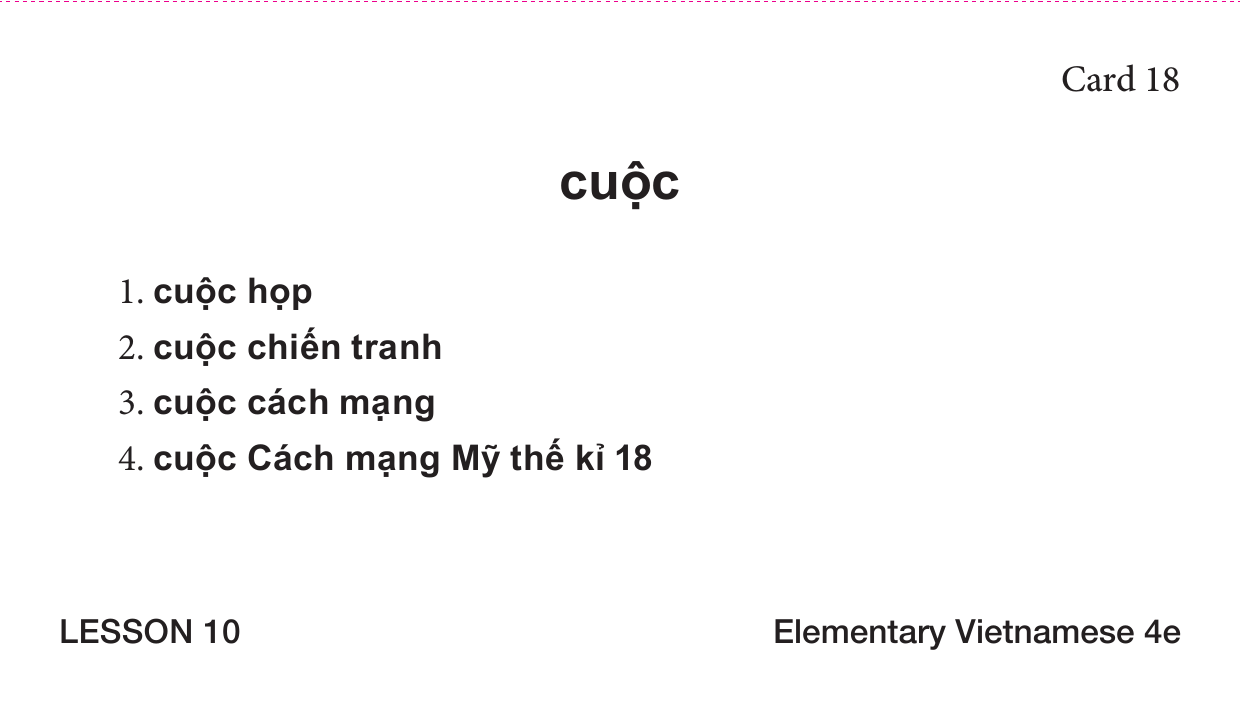 Card 18
cuộc
1. cuộc họp
2. cuộc chiến tranh
3. cuộc cách mạng
4. cuộc Cách mạng Mỹ thế kỉ 18
LESSON 10
Elementary Vietnamese 4e